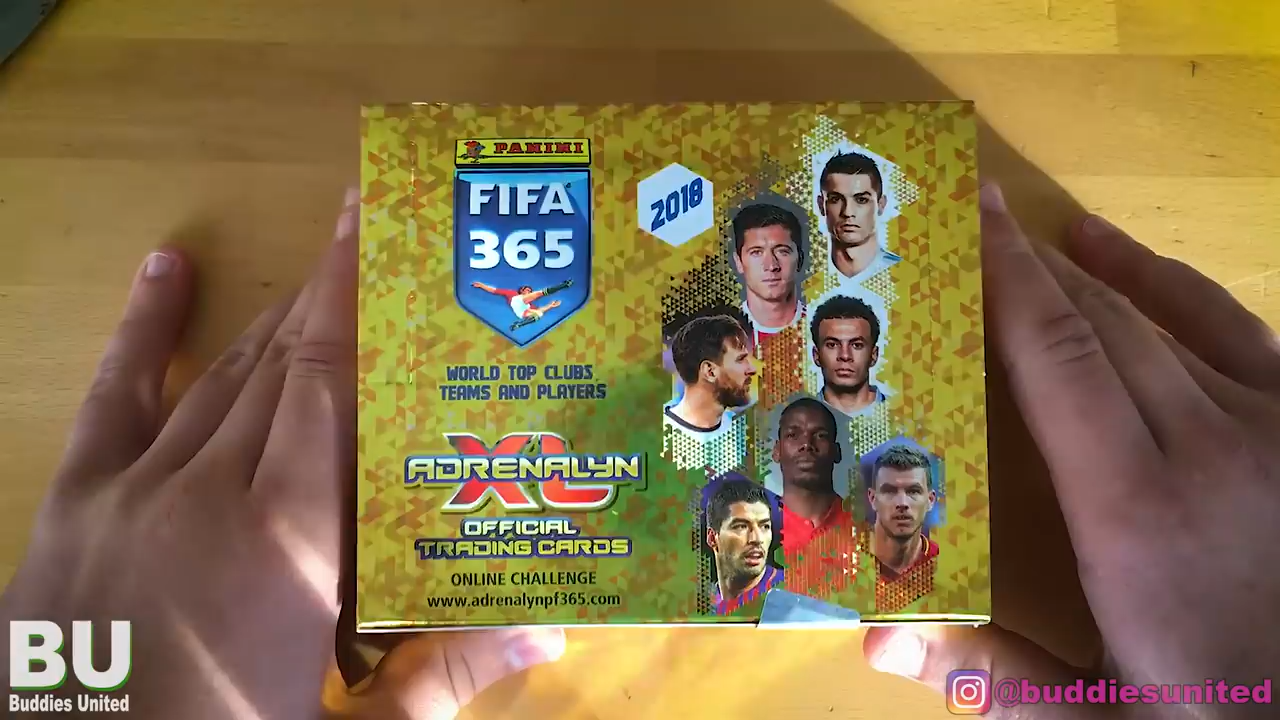 PANINI
FIFA
365
2018
WORLD TOP CLUBS,
TEAMS AND PLAYERS
ADRENALYN
XL
OFFICIAL
TRADING CARDS
ONLINE CHALLENGE
www.adrenalynpf365.com
BU
Buddies United
@buddiesunited